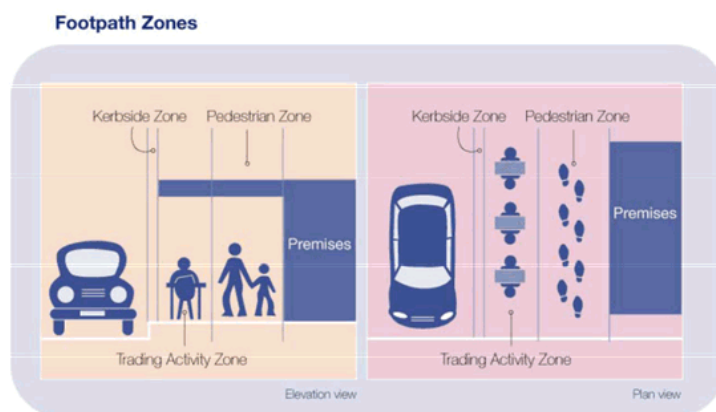 Footpath Zones
Kerbside Zone
Pedestrian Zone
Premises
Trading Activity Zone
Elevation view
Kerbside Zone
Pedestrian Zone
Premises
Trading Activity Zone
Plan view